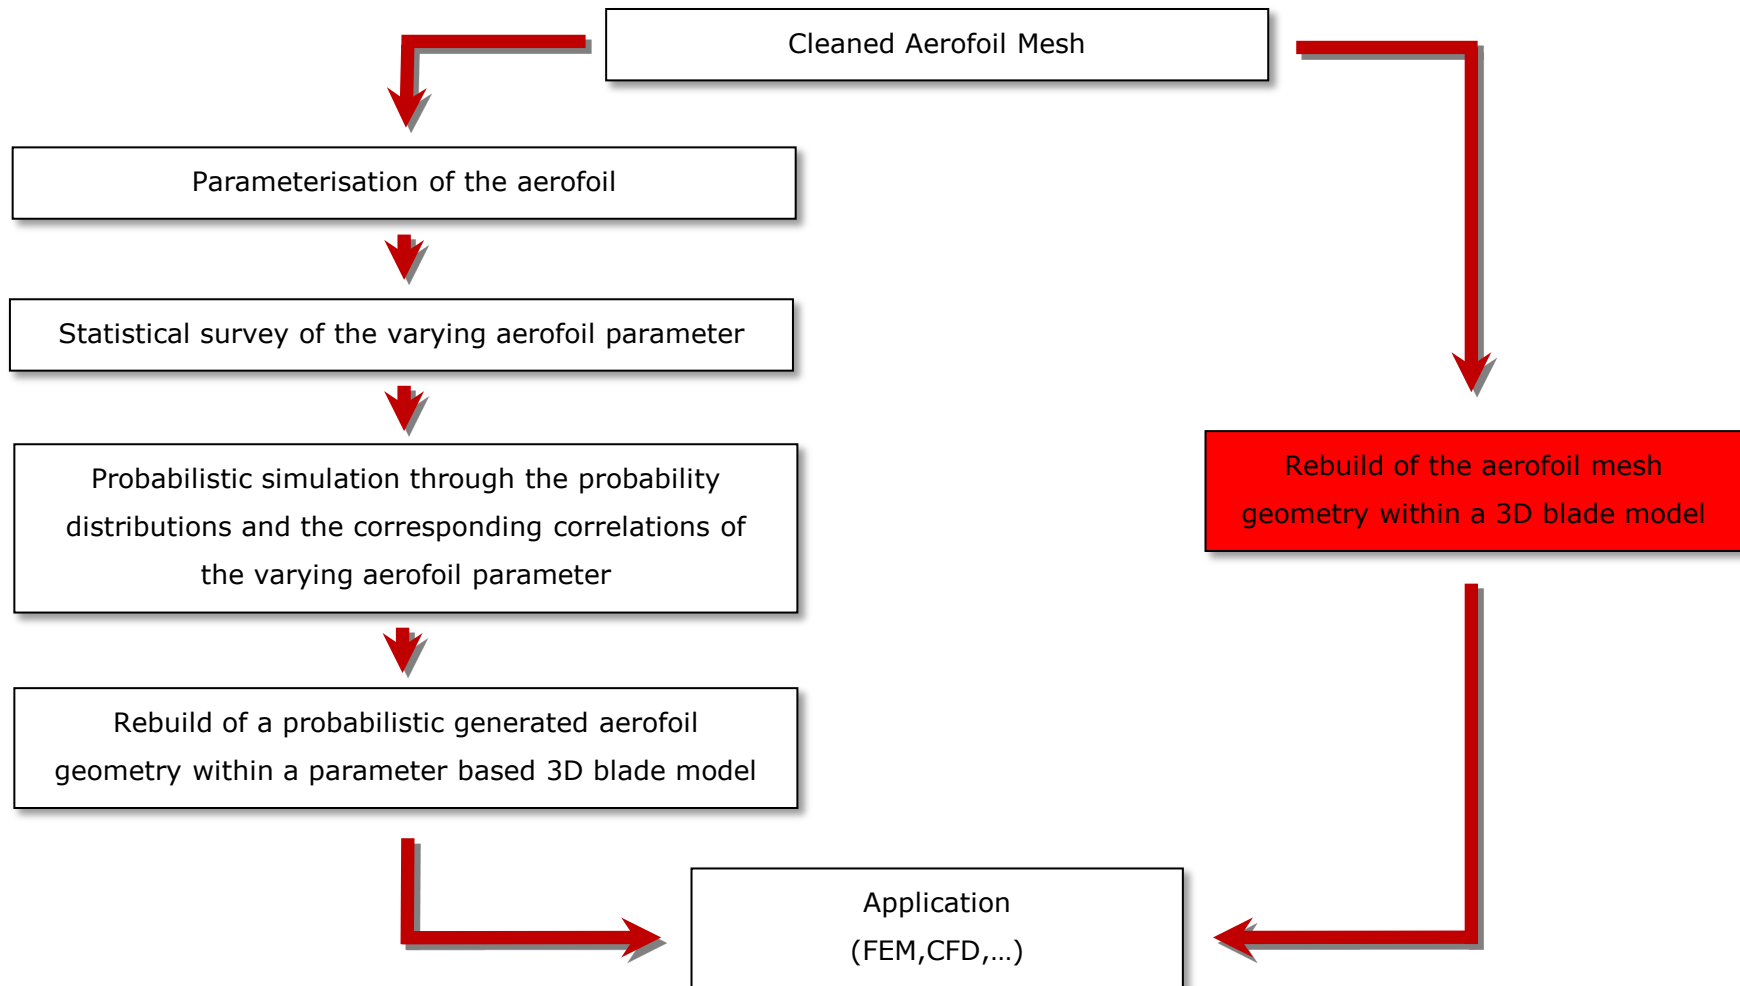 Cleaned Aerofoil Mesh
Parameterisation of the aerofoil
Statistical survey of the varying aerofoil parameter
Probabilistic simulation through the probability
distributions and the corresponding correlations of
the varying aerofoil parameter
Rebuild of a probabilistic generated aerofoil
geometry within a parameter based 3D blade model
Rebuild of the aerofoil mesh
geometry within a 3D blade model
Application
(FEM,CFD,…)